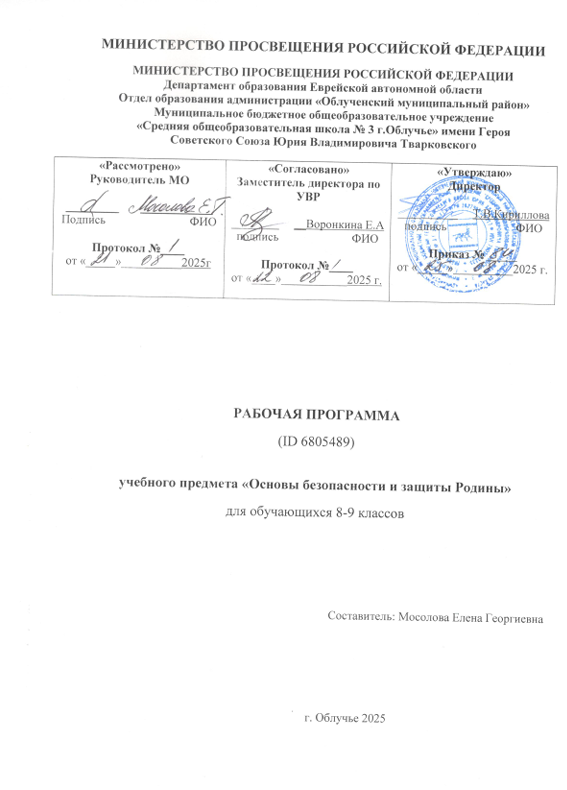 МИНИСТЕРСТВО ПРОСВЕЩЕНИЯ РОССИЙСКОЙ ФЕДЕРАЦИИ
МИНИСТЕРСТВО ПРОСВЕЩЕНИЯ РОССИЙСКОЙ ФЕДЕРАЦИИ
Департамент образования Еврейской автономной области
Отдел образования администрации «Облученский муниципальный район»
Муниципальное бюджетное общеобразовательное учреждение
«Средняя общеобразовательная школа № 3 г.Облучье» имени Героя
Советского Союза Юрия Владимировича Тварковского
«Рассмотрено»
Руководитель МО
Мосолова Е.Г.
Подпись ФИО
Протокол № 1
от « 21 » 08 2025г
«Согласовано»
Заместитель директора по
УВР
Воронкина Е.А
подпись ФИО
Протокол № 1
от « 22 » 08 2025 г.
«Утверждаю»
Директор
Т.В.Кириллова
подпись ФИО
Приказ №
от « » 08 2025 г.
РАБОЧАЯ ПРОГРАММА
(ID 6805489)
учебного предмета «Основы безопасности и защиты Родины»
для обучающихся 8-9 классов
Составитель: Мосолова Елена Георгиевна
г. Облучье 2025